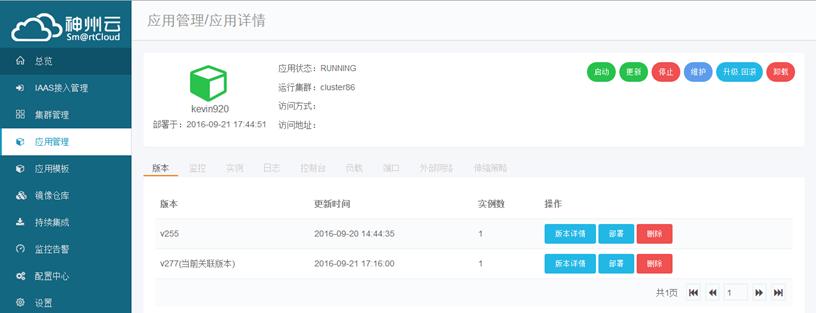 神州云
Sm@rtCloud
总览
IAAS接入管理
集群管理
应用管理
应用模板
镜像仓库
持续集成
监控告警
配置中心
设置
应用管理/应用详情
kevin920
部署于：2016-09-21 17:44:51
应用状态：RUNNING
运行集群：cluster86
访问方式：
访问地址：
启动 更新 停止 维护 升级,回滚 卸载
版本 监控 实例 日志 控制台 负载 端口 外部网络 伸缩策略
版本 更新时间 实例数 操作
v255 2016-09-20 14:44:35 1 版本详情 部署 删除
v277(当前关联版本) 2016-09-21 17:16:00 1 版本详情 部署 删除
共1页 1